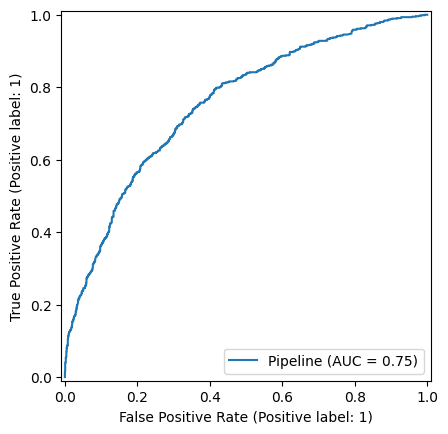 True Positive Rate (Positive label: 1)
1.0
0.8
0.6
0.4
0.2
0.0
Pipeline (AUC = 0.75)
0.0 0.2 0.4 0.6 0.8 1.0
False Positive Rate (Positive label: 1)